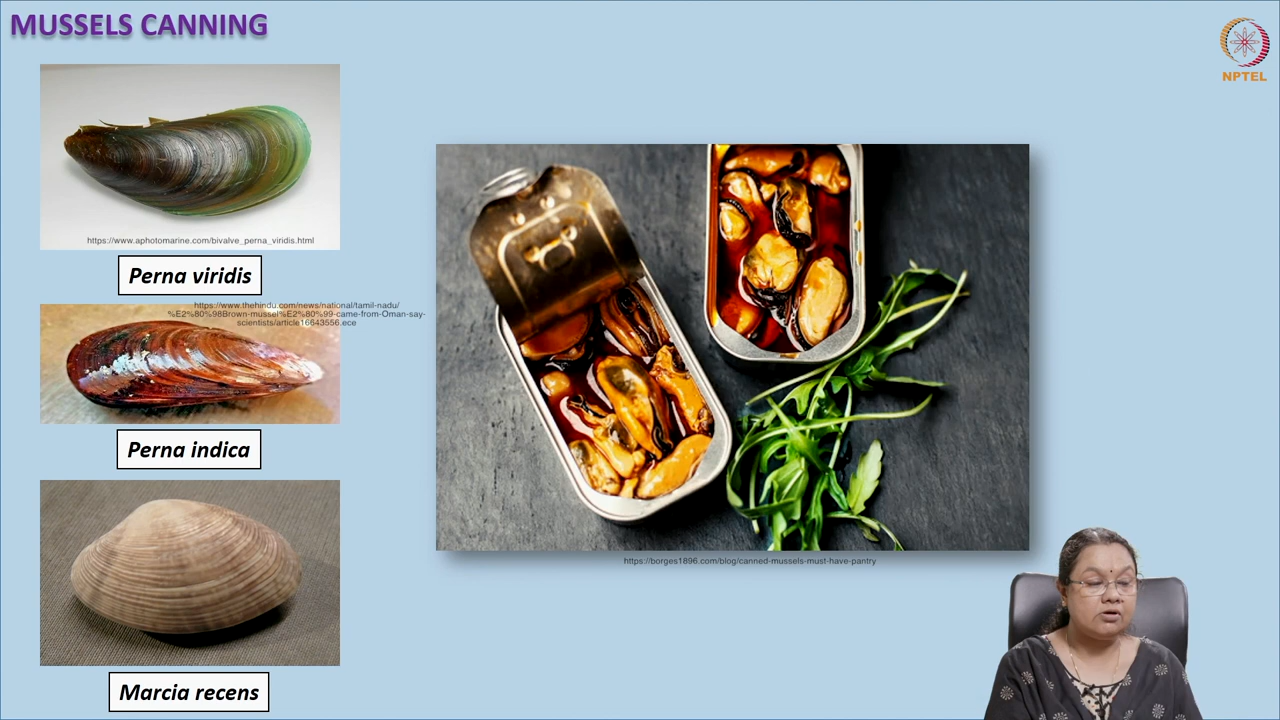 MUSSELS CANNING
NPTEL
https://www.aphotomarine.com/bivalve_perna_viridis.html
Perna viridis
https://www.thehindu.com/news/national/tamil-nadu/
%E2%80%98Brown-mussel%E2%80%99-came-from-Oman-say-
scientists/article16643556.ece
Perna indica
Marcia recens
https://borges1896.com/blog/canned-mussels-must-have-pantry